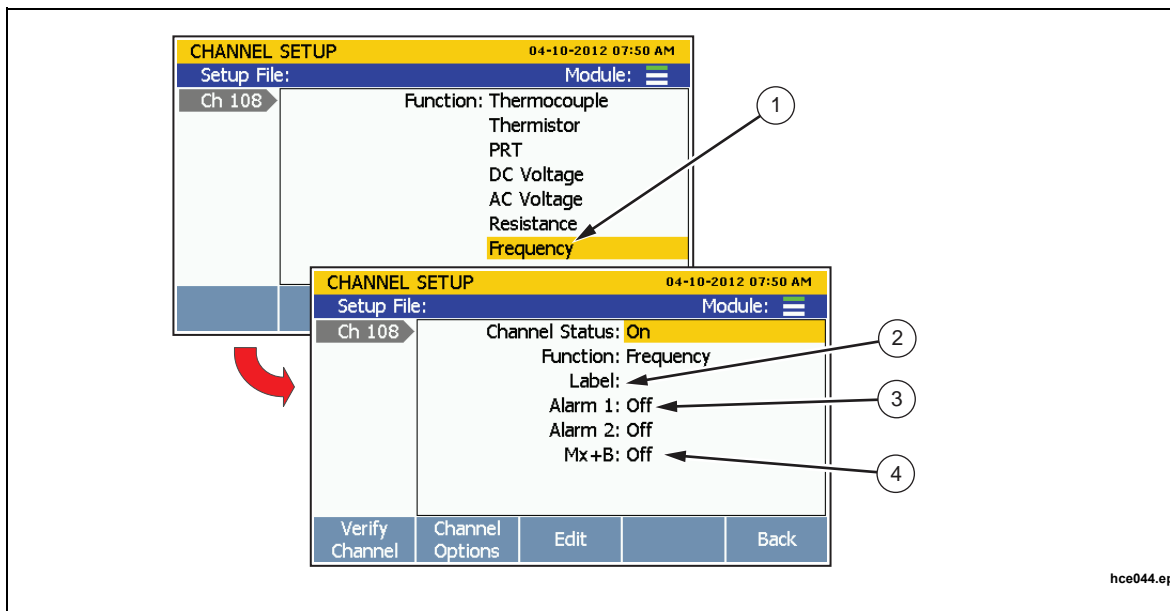 CHANNEL SETUP 04-10-2012 07:50 AM
Setup File: Module:
Ch 108
Function: Thermocouple
Thermistor
PRT
DC Voltage
AC Voltage
Resistance
Frequency
1
CHANNEL SETUP 04-10-2012 07:50 AM
Setup File: Module:
Ch 108
Channel Status: On
Function: Frequency
Label:
Alarm 1: Off
Alarm 2: Off
Mx+B: Off
2
3
4
Verify Channel
Channel Options
Edit
Back
hce044.ep